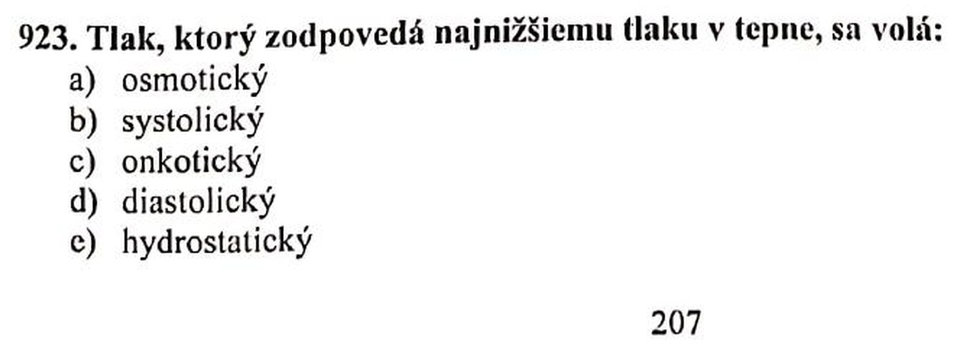 923. Tlak, ktorý zodpovedá najnižšiemu tlaku v tepne, sa volá:
a) osmotický
b) systolický
c) onkotický
d) diastolický
e) hydrostatický
207